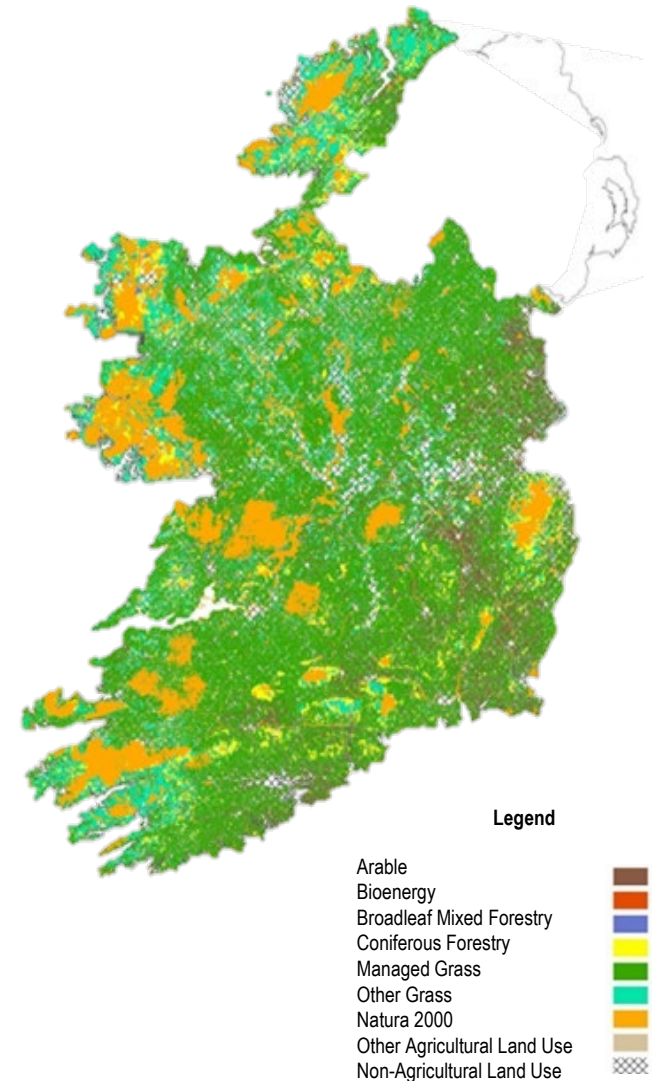 Legend
Arable
Bioenergy
Broadleaf Mixed Forestry
Coniferous Forestry
Managed Grass
Other Grass
Natura 2000
Other Agricultural Land Use
Non-Agricultural Land Use